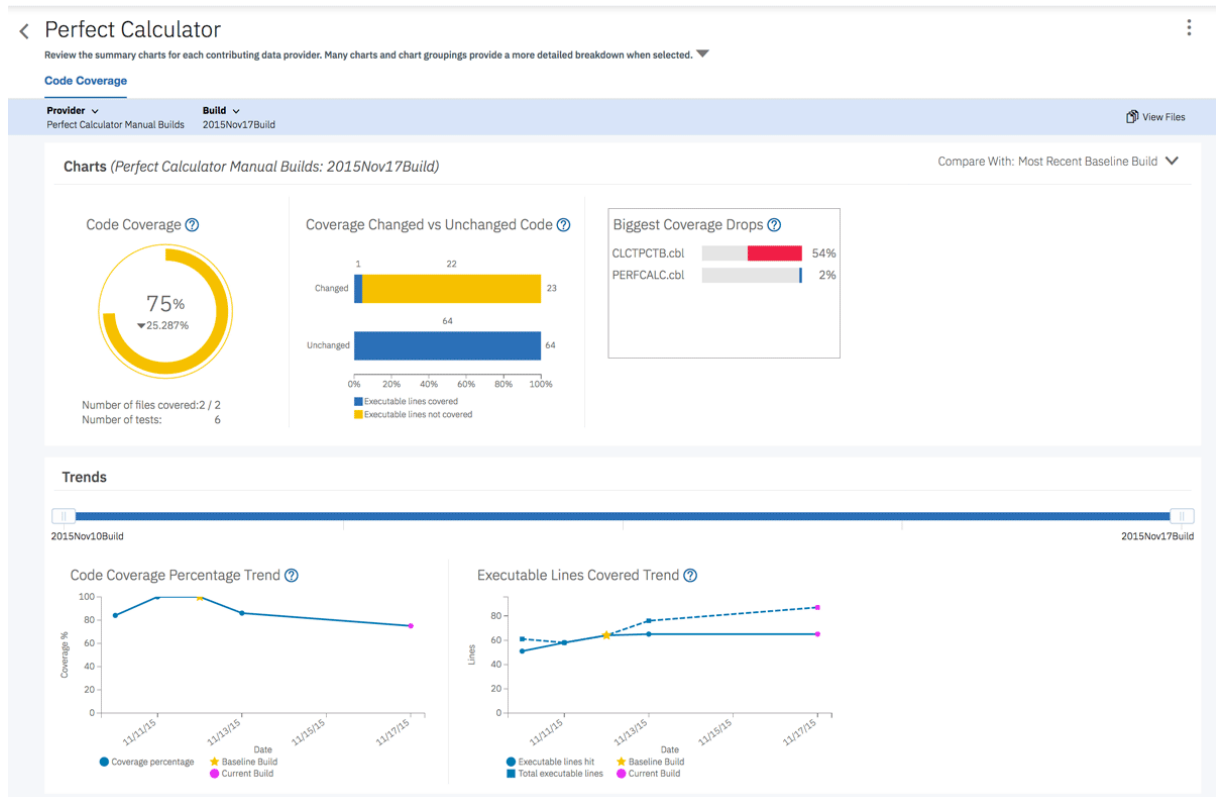 Perfect Calculator
Review the summary charts for each contributing data provider. Many charts and chart groupings provide a more detailed breakdown when selected.
Code Coverage
Provider Build
Perfect Calculator Manual Builds 2015Nov17Build
View Files
Charts (Perfect Calculator Manual Builds: 2015Nov17Build)
Compare With: Most Recent Baseline Build
Code Coverage ?
75%
▼25.287%
Number of files covered:2 / 2
Number of tests: 6
Coverage Changed vs Unchanged Code ?
1 22
Changed 23
64
Unchanged 64
0% 20% 40% 60% 80% 100%
Executable lines covered
Executable lines not covered
Biggest Coverage Drops ?
CLCTPCTB.cbl 54%
PERFCALC.cbl 2%
Trends
2015Nov10Build 2015Nov17Build
Code Coverage Percentage Trend ?
100
80
60
40
20
0
Coverage %
11/11/15 11/13/15 11/15/15 11/17/15
Date
Coverage percentage Baseline Build
Current Build
Executable Lines Covered Trend ?
80
60
40
20
0
Lines
11/11/15 11/13/15 11/15/15 11/17/15
Date
Executable lines hit Baseline Build
Total executable lines Current Build